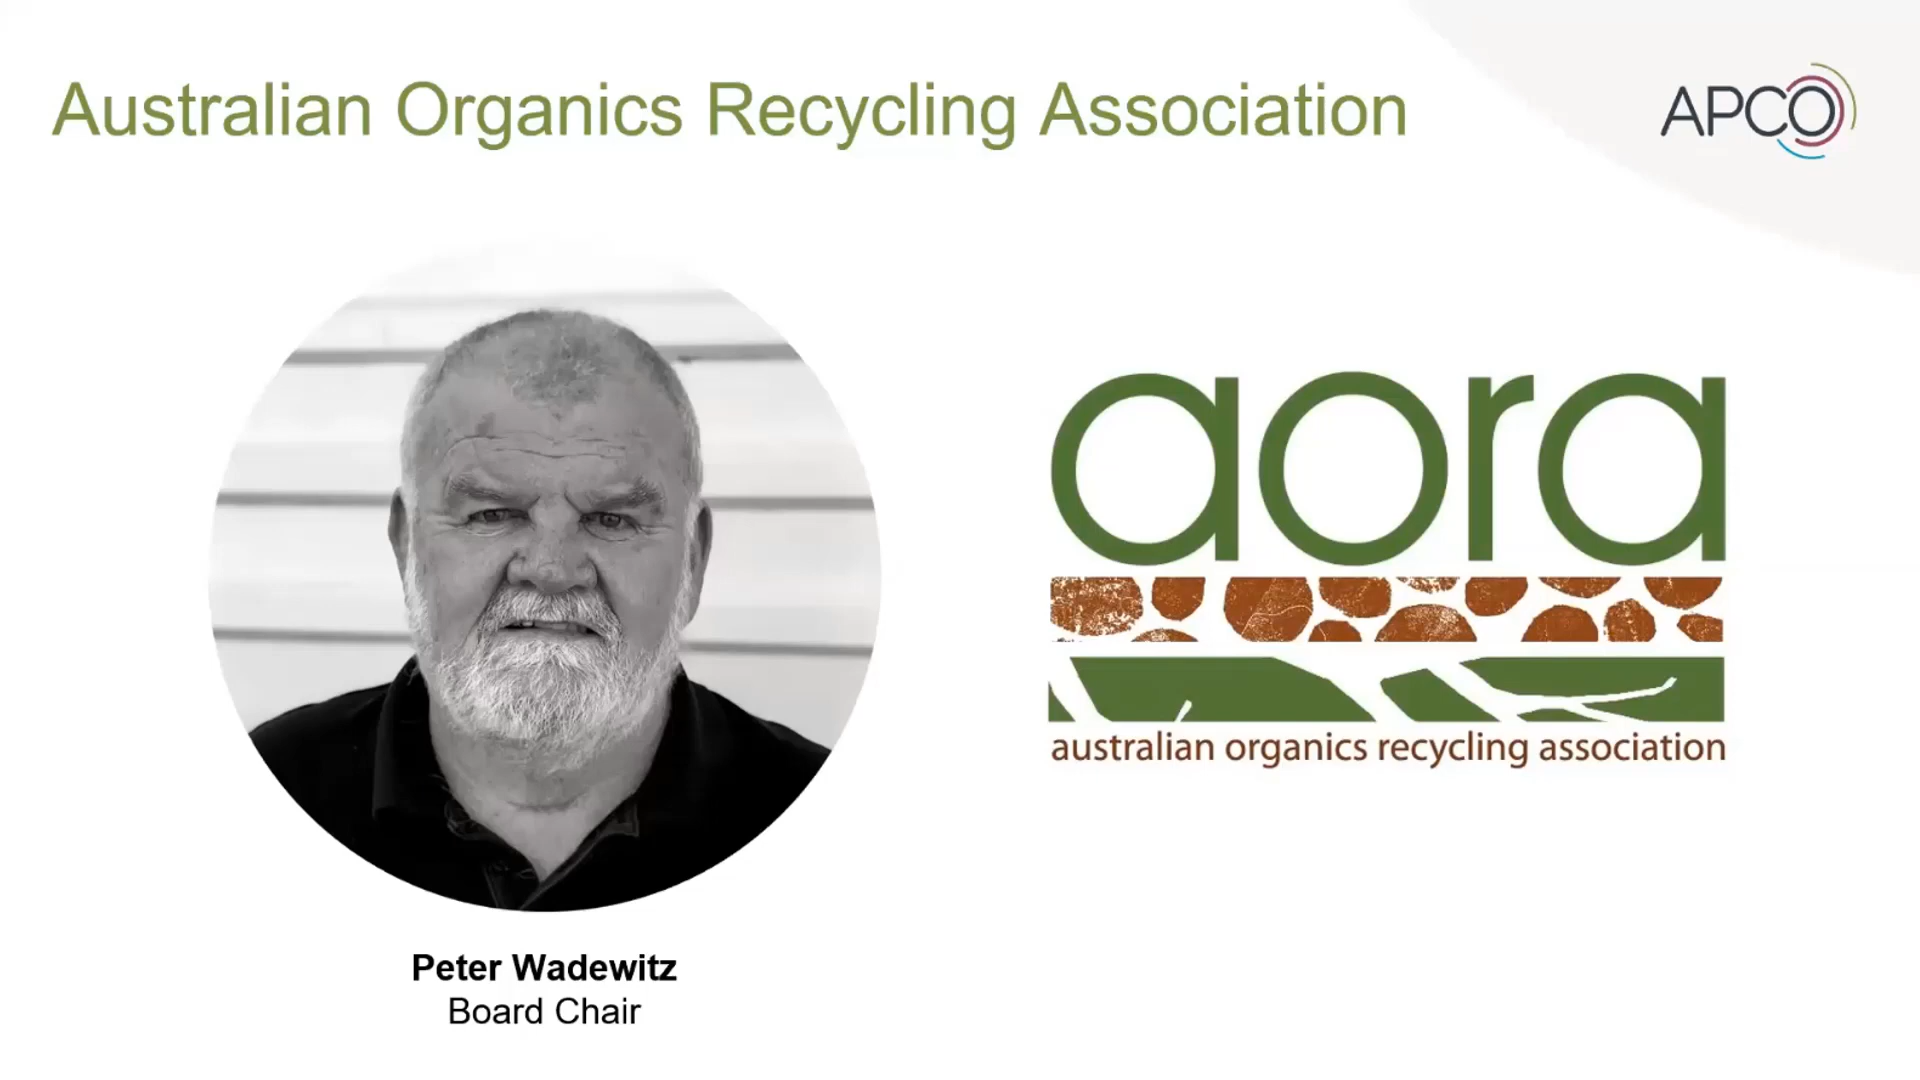 Australian Organics Recycling Association
APCO
aora
australian organics recycling association
Peter Wadewitz
Board Chair